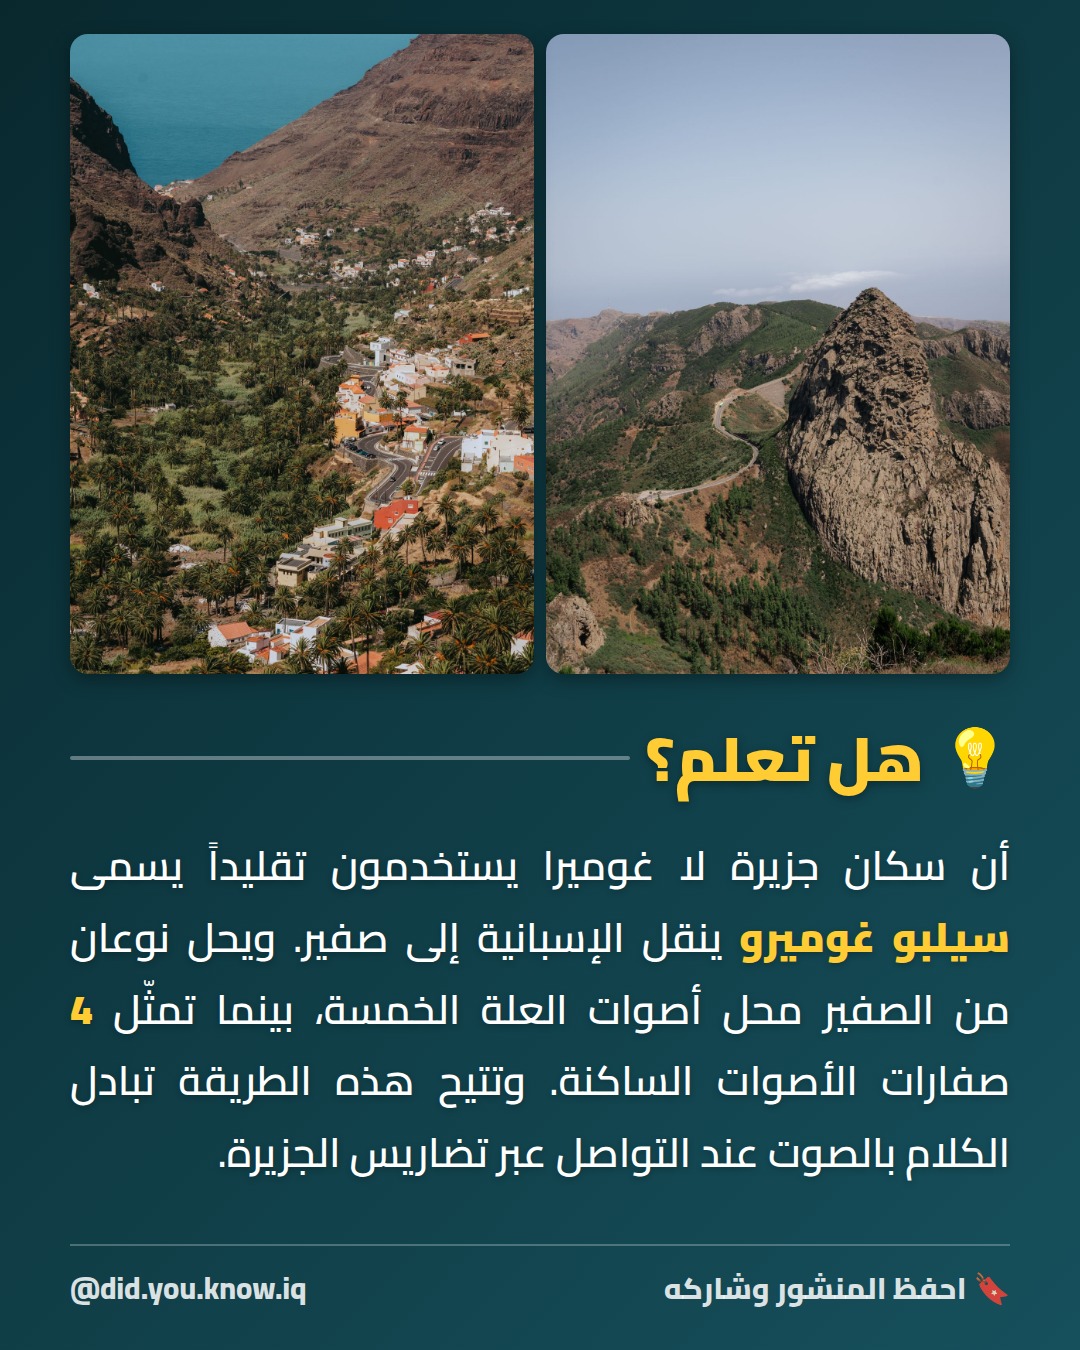 هل تعلم؟
أن سكان جزيرة لا غوميرا يستخدمون تقليداً يسمى
سيلبو غوميرو ينقل الإسبانية إلى صفير. ويحل نوعان
من الصفير محل أصوات العلة الخمسة، بينما تمثّل 4
صفارات الأصوات الساكنة. وتتيح هذه الطريقة تبادل
الكلام بالصوت عند التواصل عبر تضاريس الجزيرة.
احفظ المنشور وشاركه
@did.you.know.iq